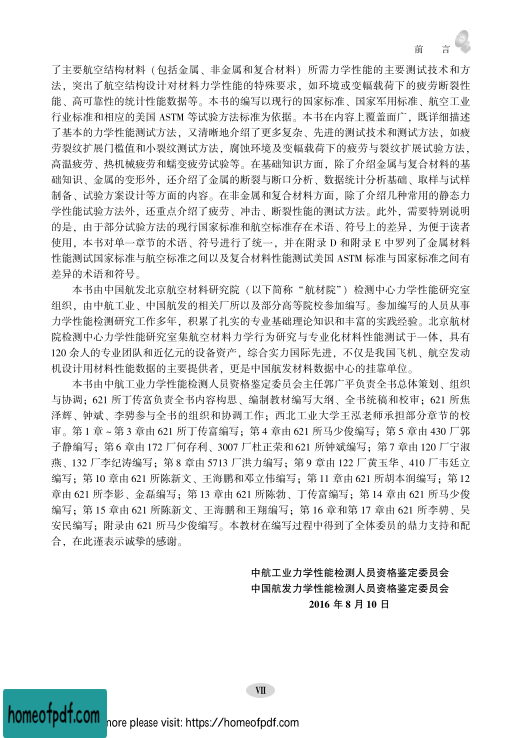 前 言
了主要航空结构材料（包括金属、非金属和复合材料）所需力学性能的主要测试技术和方
法，突出了航空结构设计对材料力学性能的特殊要求，如环境或变幅载荷下的疲劳断裂性
能、高可靠性的统计性能数据等。本书的编写以现行的国家标准、国家军用标准、航空工业
行业标准和相应的美国 ASTM 等试验方法标准为依据。本书在内容上覆盖面广，既详细描述
了基本的力学性能测试方法，又清晰地介绍了更多复杂、先进的测试技术和测试方法，如疲
劳裂纹扩展门槛值和小裂纹测试方法，腐蚀环境及变幅载荷下的疲劳与裂纹扩展试验方法，
高温疲劳、热机械疲劳和蠕变疲劳试验等。在基础知识方面，除了介绍金属与复合材料的基
础知识、金属的变形外，还介绍了金属的断裂与断口分析、数据统计分析基础、取样与试样
制备、试验方案设计等方面的内容。在非金属和复合材料方面，除了介绍几种常用的静态力
学性能试验方法外，还重点介绍了疲劳、冲击、断裂性能的测试方法。此外，需要特别说明
的是，由于部分试验方法的现行国家标准和航空标准存在术语、符号上的差异，为便于读者
使用，本书对单一章节的术语、符号进行了统一，并在附录 D 和附录 E 中罗列了金属材料
性能测试国家标准与航空标准之间以及复合材料性能测试美国 ASTM 标准与国家标准之间有
差异的术语和符号。
本书由中国航发北京航空材料研究院（以下简称“航材院”）检测中心力学性能研究室
组织，由中航工业、中国航发的相关厂所以及部分高等院校参加编写。参加编写的人员从事
力学性能检测研究工作多年，积累了扎实的专业基础理论知识和丰富的实践经验。北京航材
院检测中心力学性能研究室集航空材料力学行为研究与专业化材料性能测试于一体，具有
120 余人的专业团队和近亿元的设备资产，综合实力国际先进，不仅是我国飞机、航空发动
机设计用材料性能数据的主要提供者，更是中国航发材料数据中心的挂靠单位。
本书由中航工业力学性能检测人员资格鉴定委员会主任郭广平负责全书总体策划、组织
与协调；621 所丁传富负责全书内容构思、编制教材编写大纲、全书统稿和校审；621 所焦
泽辉、钟斌、李骋参与全书的组织和协调工作；西北工业大学王泓老师承担部分章节的校
审。第 1 章～第 3 章由 621 所丁传富编写；第 4 章由 621 所马少俊编写；第 5 章由 430 厂郭
子静编写；第 6 章由 172 厂何存利、3007 厂杜正荣和 621 所钟斌编写；第 7 章由 120 厂宁淑
燕、132 厂李纪涛编写；第 8 章由 5713 厂洪力编写；第 9 章由 122 厂黄玉华、410 厂韦廷立
编写；第 10 章由 621 所陈新文、王海鹏和邓立伟编写；第 11 章由 621 所胡本润编写；第 12
章由 621 所李影、金磊编写；第 13 章由 621 所陈勃、丁传富编写；第 14 章由 621 所马少俊
编写；第 15 章由 621 所陈新文、王海鹏和王翔编写；第 16 章和第 17 章由 621 所李骋、吴
安民编写；附录由 621 所马少俊编写。本教材在编写过程中得到了全体委员的鼎力支持和配
合，在此谨表示诚挚的感谢。
中航工业力学性能检测人员资格鉴定委员会
中国航发力学性能检测人员资格鉴定委员会
2016 年 8 月 10 日
VII
homeofpdf.com
ore please visit: https://homeofpdf.com